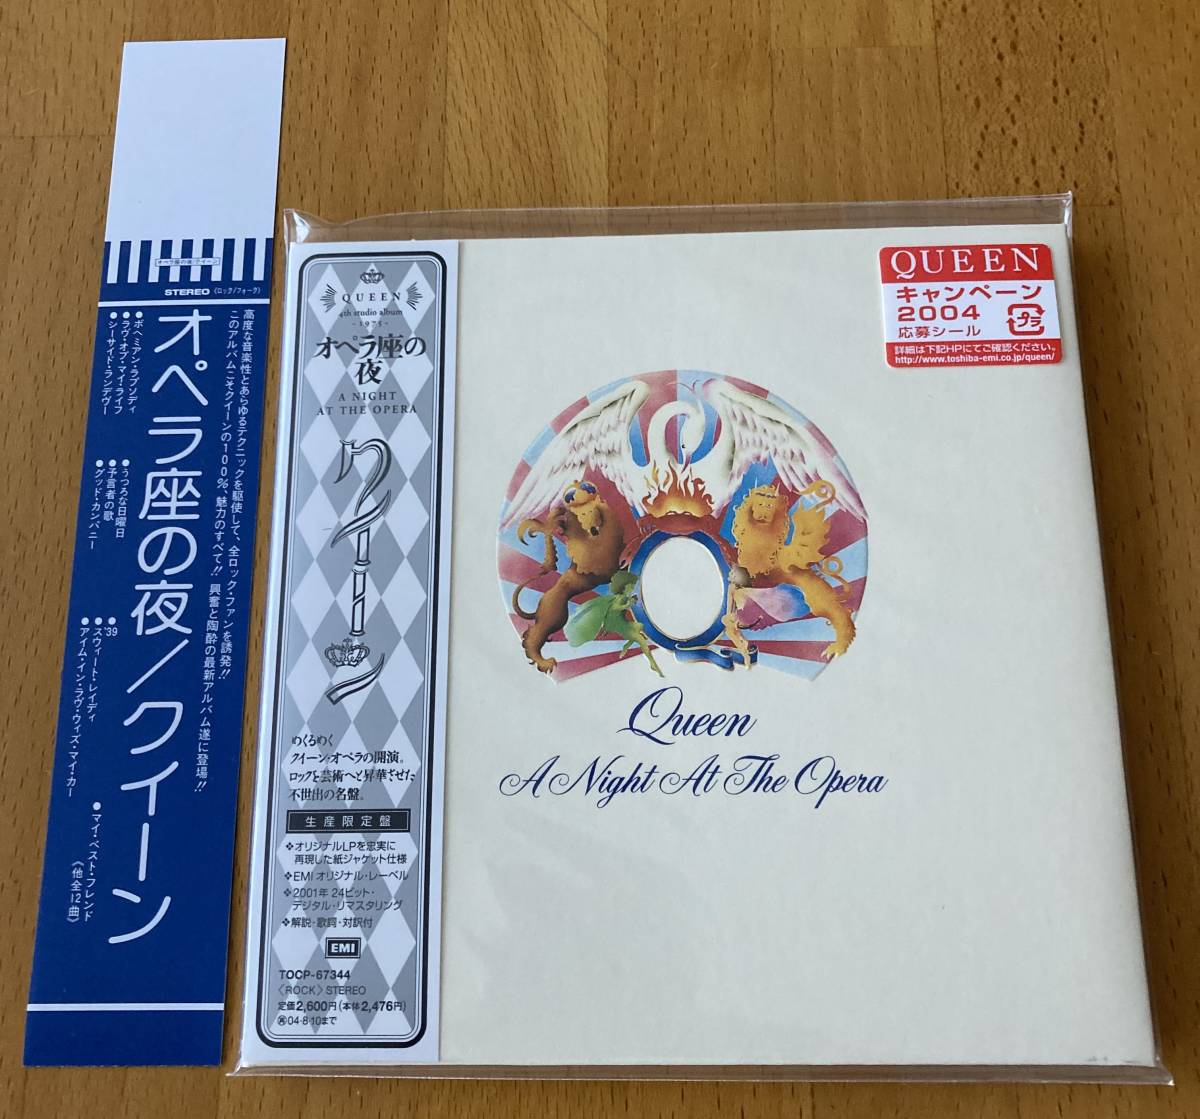 オペラ座の夜/クイーン
STEREO 〈ロック/フォーク〉
高度な音楽性とあらゆるテクニックを駆使して、全ロック・ファンを誘発!!
このアルバムこそクイーンの100%、魅力のすべて!! 興奮と陶酔の最新アルバム遂に登場!!
オペラ座の夜/クイーン
●ボヘミアン・ラプソディ
●ラヴ・オブ・マイ・ライフ
●シーサイド・ランデヴー
●うつろな日曜日
●予言者の歌
●グッド・カンパニー
●'39
●スウィート・レイディ
●アイム・イン・ラヴ・ウィズ・マイ・カー
●マイ・ベスト・フレンド
《他全12曲》
QUEEN
4th studio album
-1975-
オペラ座の
夜
A NIGHT
AT THE OPERA
クイーン
めくるめく
クイーン・オペラの開演。
ロックを芸術へと昇華させた
不世出の名盤。
生産限定盤
❖オリジナルLPを忠実に
再現した紙ジャケット仕様
❖EMI オリジナル・レーベル
❖2001年 24ビット・
デジタル・リマスタリング
❖解説・歌詞・対訳付
EMI
TOCP-67344
〈ROCK〉STEREO
定価2,600円(本体2,476円)
再04・8・10まで
QUEEN
キャンペーン
2004
応募シール
プラ
詳細は下記HPにてご確認ください。
http://www.toshiba-emi.co.jp/queen/
Queen
A Night At The Opera